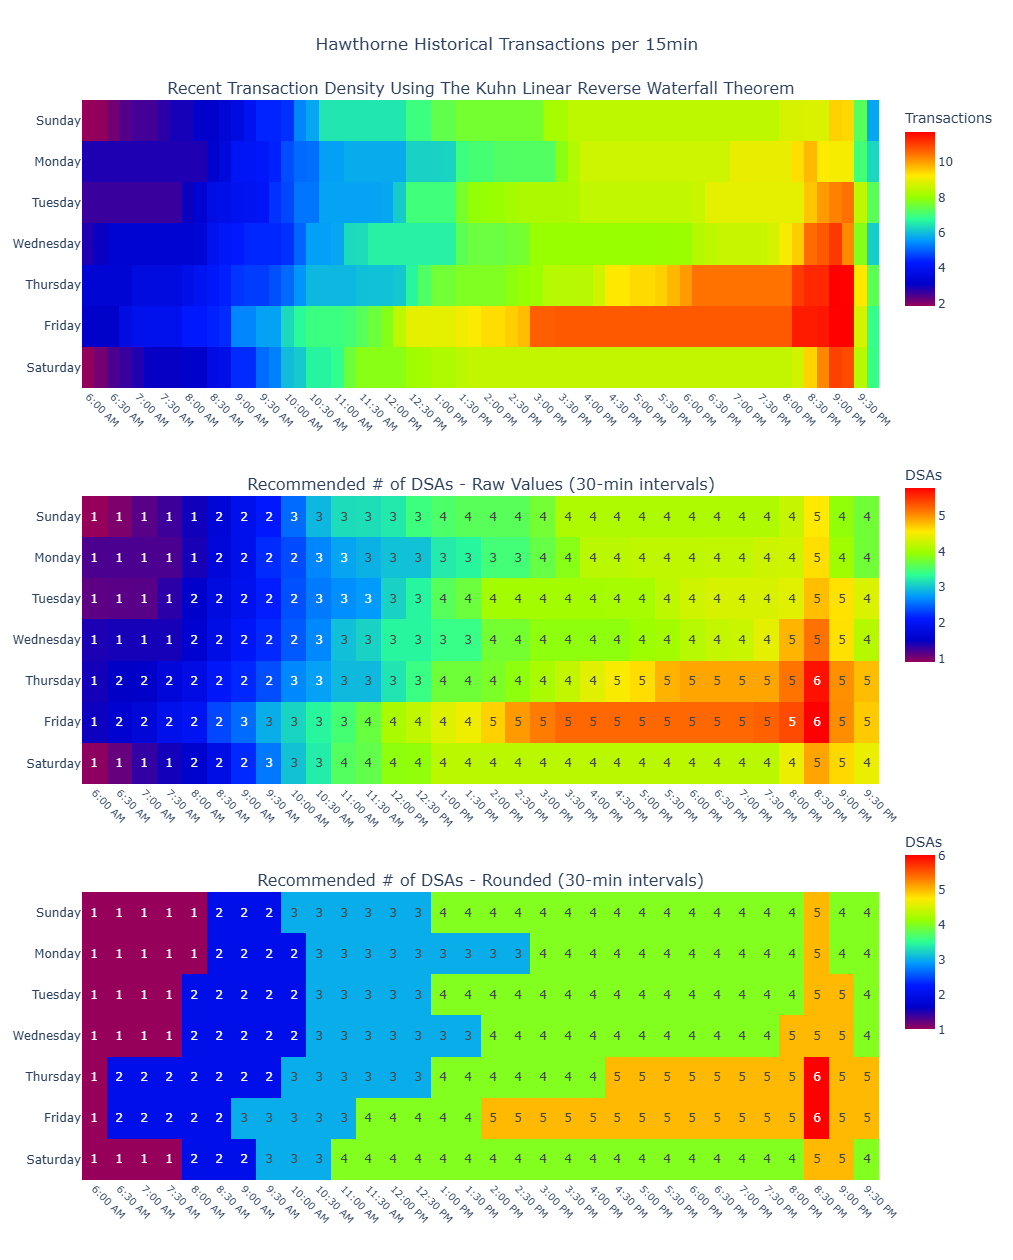 Hawthorne Historical Transactions per 15min
Recent Transaction Density Using The Kuhn Linear Reverse Waterfall Theorem
Sunday
Monday
Tuesday
Wednesday
Thursday
Friday
Saturday
6:00 AM 6:30 AM 7:00 AM 7:30 AM 8:00 AM 8:30 AM 9:00 AM 9:30 AM 10:00 AM 10:30 AM 11:00 AM 11:30 AM 12:00 PM 12:30 PM 1:00 PM 1:30 PM 2:00 PM 2:30 PM 3:00 PM 3:30 PM 4:00 PM 4:30 PM 5:00 PM 5:30 PM 6:00 PM 6:30 PM 7:00 PM 7:30 PM 8:00 PM 8:30 PM 9:00 PM 9:30 PM
Transactions
10
8
6
4
2
Recommended # of DSAs - Raw Values (30-min intervals)
Sunday 1 1 1 1 1 2 2 2 3 3 3 3 3 3 4 4 4 4 4 4 4 4 4 4 4 4 4 4 4 5 4 4
Monday 1 1 1 1 1 2 2 2 2 3 3 3 3 3 3 3 3 3 4 4 4 4 4 4 4 4 4 4 4 5 4 4
Tuesday 1 1 1 1 2 2 2 2 2 3 3 3 3 3 4 4 4 4 4 4 4 4 4 4 4 4 4 4 4 5 5 4
Wednesday 1 1 1 1 2 2 2 2 2 3 3 3 3 3 3 3 4 4 4 4 4 4 4 4 4 4 4 4 5 5 5 4
Thursday 1 2 2 2 2 2 2 2 3 3 3 3 3 3 4 4 4 4 4 4 4 5 5 5 5 5 5 5 5 6 5 5
Friday 1 2 2 2 2 2 3 3 3 3 3 4 4 4 4 4 5 5 5 5 5 5 5 5 5 5 5 5 5 6 5 5
Saturday 1 1 1 1 2 2 2 3 3 3 4 4 4 4 4 4 4 4 4 4 4 4 4 4 4 4 4 4 4 5 5 4
6:00 AM 6:30 AM 7:00 AM 7:30 AM 8:00 AM 8:30 AM 9:00 AM 9:30 AM 10:00 AM 10:30 AM 11:00 AM 11:30 AM 12:00 PM 12:30 PM 1:00 PM 1:30 PM 2:00 PM 2:30 PM 3:00 PM 3:30 PM 4:00 PM 4:30 PM 5:00 PM 5:30 PM 6:00 PM 6:30 PM 7:00 PM 7:30 PM 8:00 PM 8:30 PM 9:00 PM 9:30 PM
DSAs
5
4
3
2
1
Recommended # of DSAs - Rounded (30-min intervals)
Sunday 1 1 1 1 1 2 2 2 3 3 3 3 3 3 4 4 4 4 4 4 4 4 4 4 4 4 4 4 4 5 4 4
Monday 1 1 1 1 1 2 2 2 2 3 3 3 3 3 3 3 3 3 4 4 4 4 4 4 4 4 4 4 4 5 4 4
Tuesday 1 1 1 1 2 2 2 2 2 3 3 3 3 3 4 4 4 4 4 4 4 4 4 4 4 4 4 4 4 5 5 4
Wednesday 1 1 1 1 2 2 2 2 2 3 3 3 3 3 3 3 4 4 4 4 4 4 4 4 4 4 4 4 5 5 5 4
Thursday 1 2 2 2 2 2 2 2 3 3 3 3 3 3 4 4 4 4 4 4 4 5 5 5 5 5 5 5 5 6 5 5
Friday 1 2 2 2 2 2 3 3 3 3 3 4 4 4 4 4 5 5 5 5 5 5 5 5 5 5 5 5 5 6 5 5
Saturday 1 1 1 1 2 2 2 3 3 3 4 4 4 4 4 4 4 4 4 4 4 4 4 4 4 4 4 4 4 5 5 4
6:00 AM 6:30 AM 7:00 AM 7:30 AM 8:00 AM 8:30 AM 9:00 AM 9:30 AM 10:00 AM 10:30 AM 11:00 AM 11:30 AM 12:00 PM 12:30 PM 1:00 PM 1:30 PM 2:00 PM 2:30 PM 3:00 PM 3:30 PM 4:00 PM 4:30 PM 5:00 PM 5:30 PM 6:00 PM 6:30 PM 7:00 PM 7:30 PM 8:00 PM 8:30 PM 9:00 PM 9:30 PM
DSAs
6
5
4
3
2
1